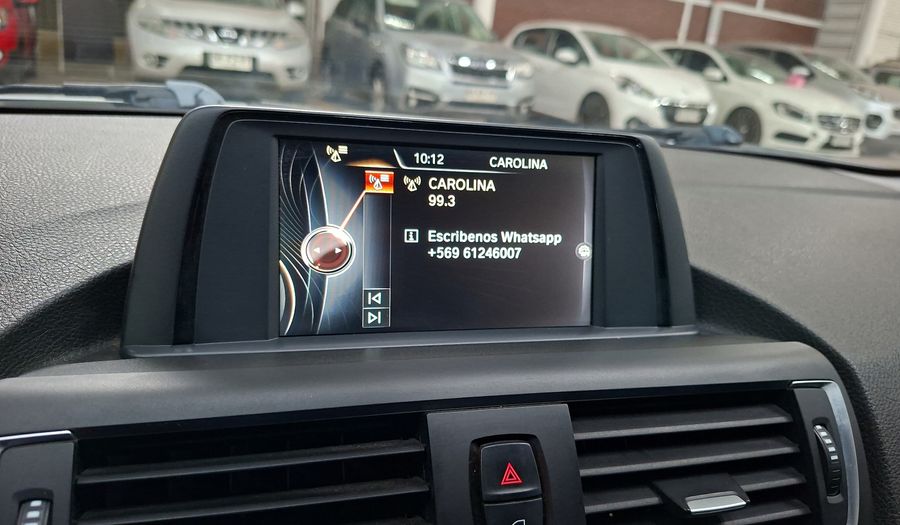 10:12 CAROLINA
CAROLINA
99.3
Escribenos Whatsapp
+569 61246007